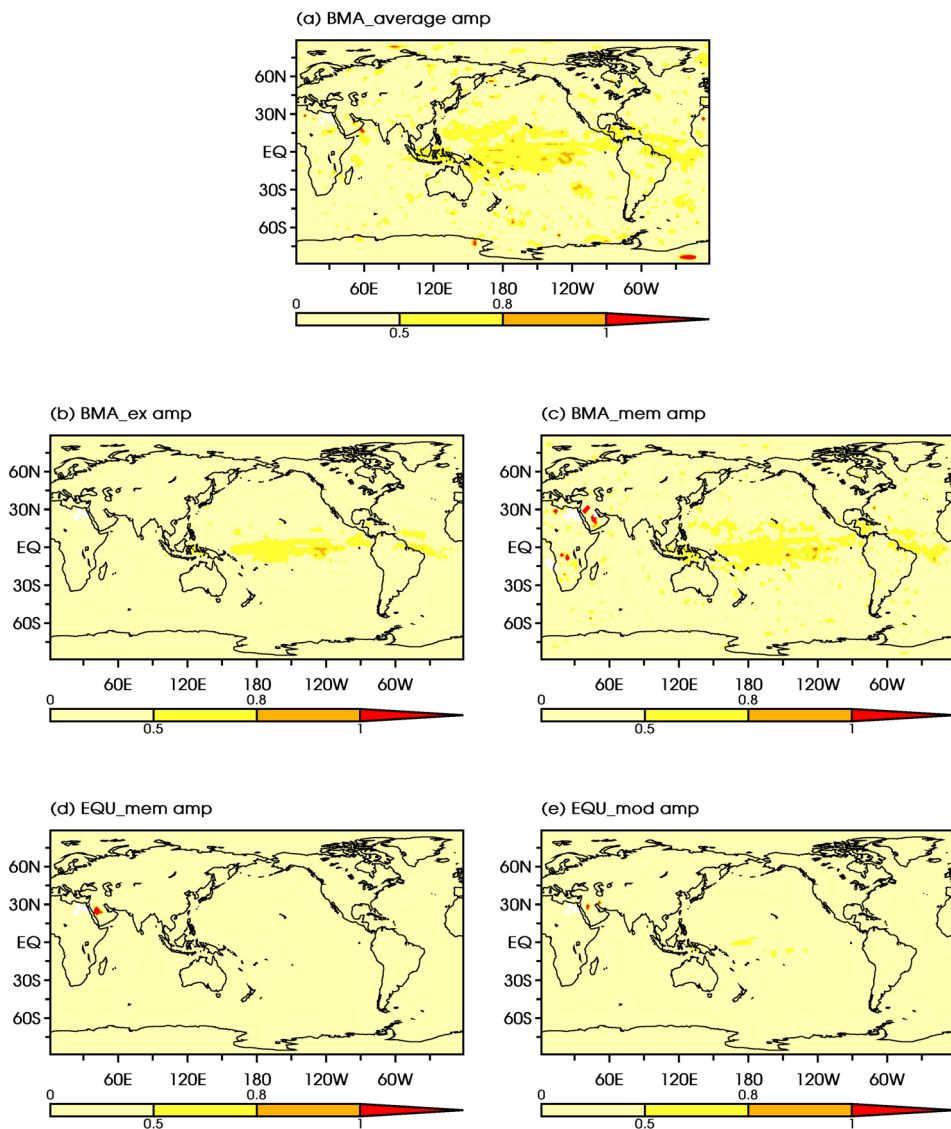 (a) BMA_average amp
60N
30N
EQ
30S
60S
60E 120E 180 120W 60W
0 0.8
0.5 1
(b) BMA_ex amp
60N
30N
EQ
30S
60S
60E 120E 180 120W 60W
0 0.8
0.5 1
(c) BMA_mem amp
60N
30N
EQ
30S
60S
60E 120E 180 120W 60W
0 0.8
0.5 1
(d) EQU_mem amp
60N
30N
EQ
30S
60S
60E 120E 180 120W 60W
0 0.8
0.5 1
(e) EQU_mod amp
60N
30N
EQ
30S
60S
60E 120E 180 120W 60W
0 0.8
0.5 1